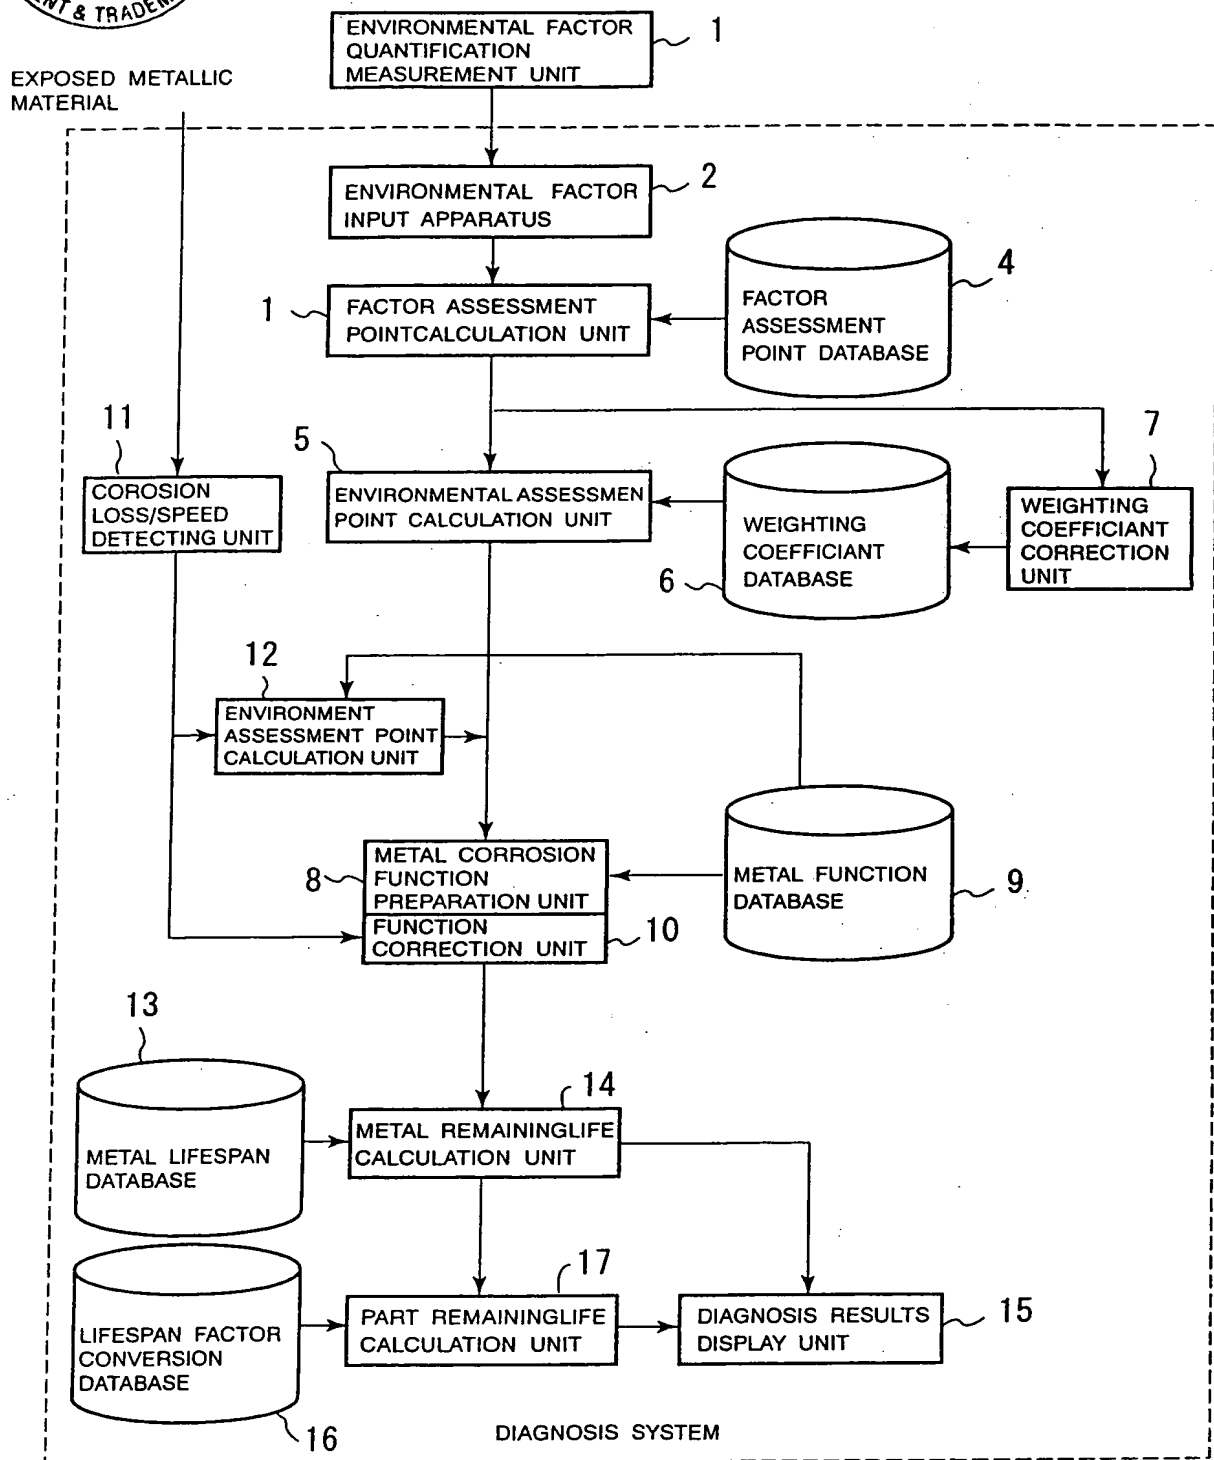 ENT & TRADEM
ENVIRONMENTAL FACTOR
QUANTIFICATION
MEASUREMENT UNIT
1
EXPOSED METALLIC
MATERIAL
ENVIRONMENTAL FACTOR
INPUT APPARATUS
2
1
FACTOR ASSESSMENT
POINTCALCULATION UNIT
FACTOR
ASSESSMENT
POINT DATABASE
4
11
COROSION
LOSS/SPEED
DETECTING UNIT
5
ENVIRONMENTAL ASSESSMEN
POINT CALCULATION UNIT
WEIGHTING
COEFFICIANT
DATABASE
6
7
WEIGHTING
COEFFICIANT
CORRECTION
UNIT
12
ENVIRONMENT
ASSESSMENT POINT
CALCULATION UNIT
8
METAL CORROSION
FUNCTION
PREPARATION UNIT
FUNCTION
CORRECTION UNIT
10
METAL FUNCTION
DATABASE
9
13
METAL LIFESPAN
DATABASE
14
METAL REMAININGLIFE
CALCULATION UNIT
LIFESPAN FACTOR
CONVERSION
DATABASE
16
17
PART REMAININGLIFE
CALCULATION UNIT
DIAGNOSIS RESULTS
DISPLAY UNIT
15
DIAGNOSIS SYSTEM